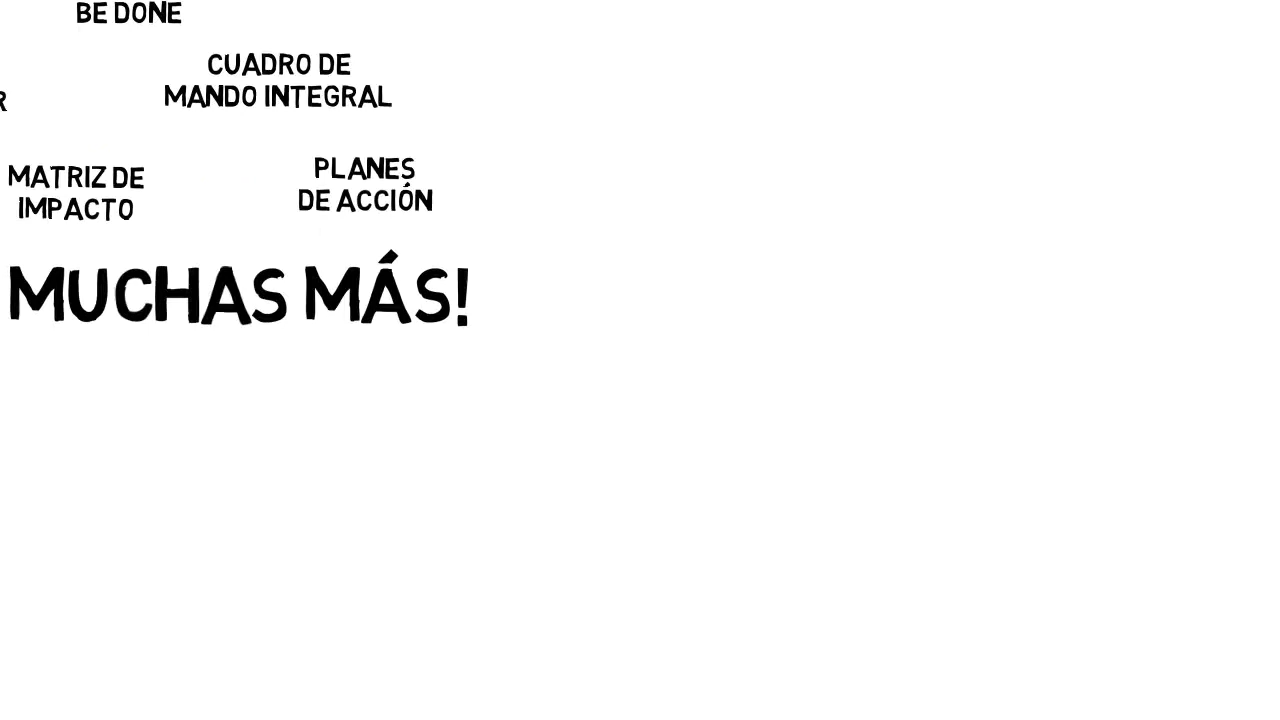 BE DONE
CUADRO DE
MANDO INTEGRAL
R
MATRIZ DE
IMPACTO
PLANES
DE ACCIÓN
MUCHAS MÁS!